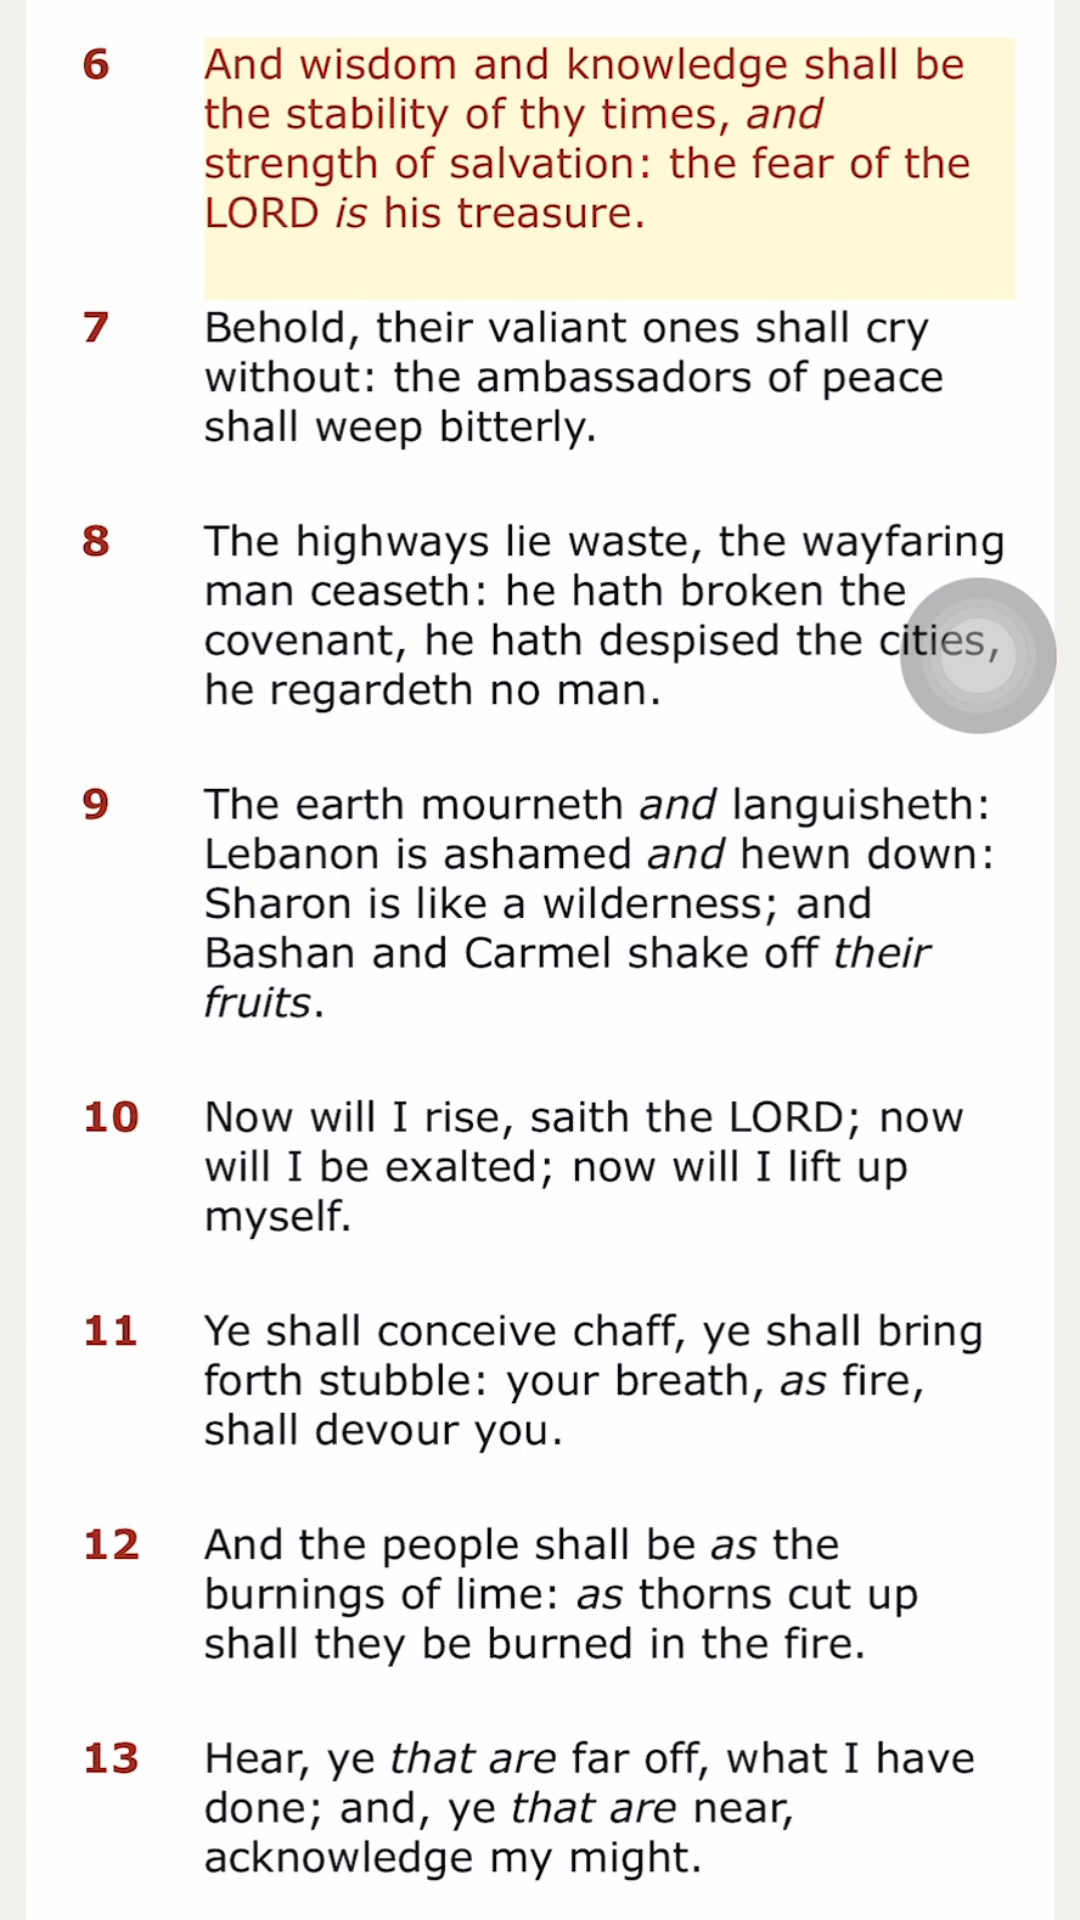 6 And wisdom and knowledge shall be
the stability of thy times, and
strength of salvation: the fear of the
LORD is his treasure.
7 Behold, their valiant ones shall cry
without: the ambassadors of peace
shall weep bitterly.
8 The highways lie waste, the wayfaring
man ceaseth: he hath broken the
covenant, he hath despised the cities,
he regardeth no man.
9 The earth mourneth and languisheth:
Lebanon is ashamed and hewn down:
Sharon is like a wilderness; and
Bashan and Carmel shake off their
fruits.
10 Now will I rise, saith the LORD; now
will I be exalted; now will I lift up
myself.
11 Ye shall conceive chaff, ye shall bring
forth stubble: your breath, as fire,
shall devour you.
12 And the people shall be as the
burnings of lime: as thorns cut up
shall they be burned in the fire.
13 Hear, ye that are far off, what I have
done; and, ye that are near,
acknowledge my might.